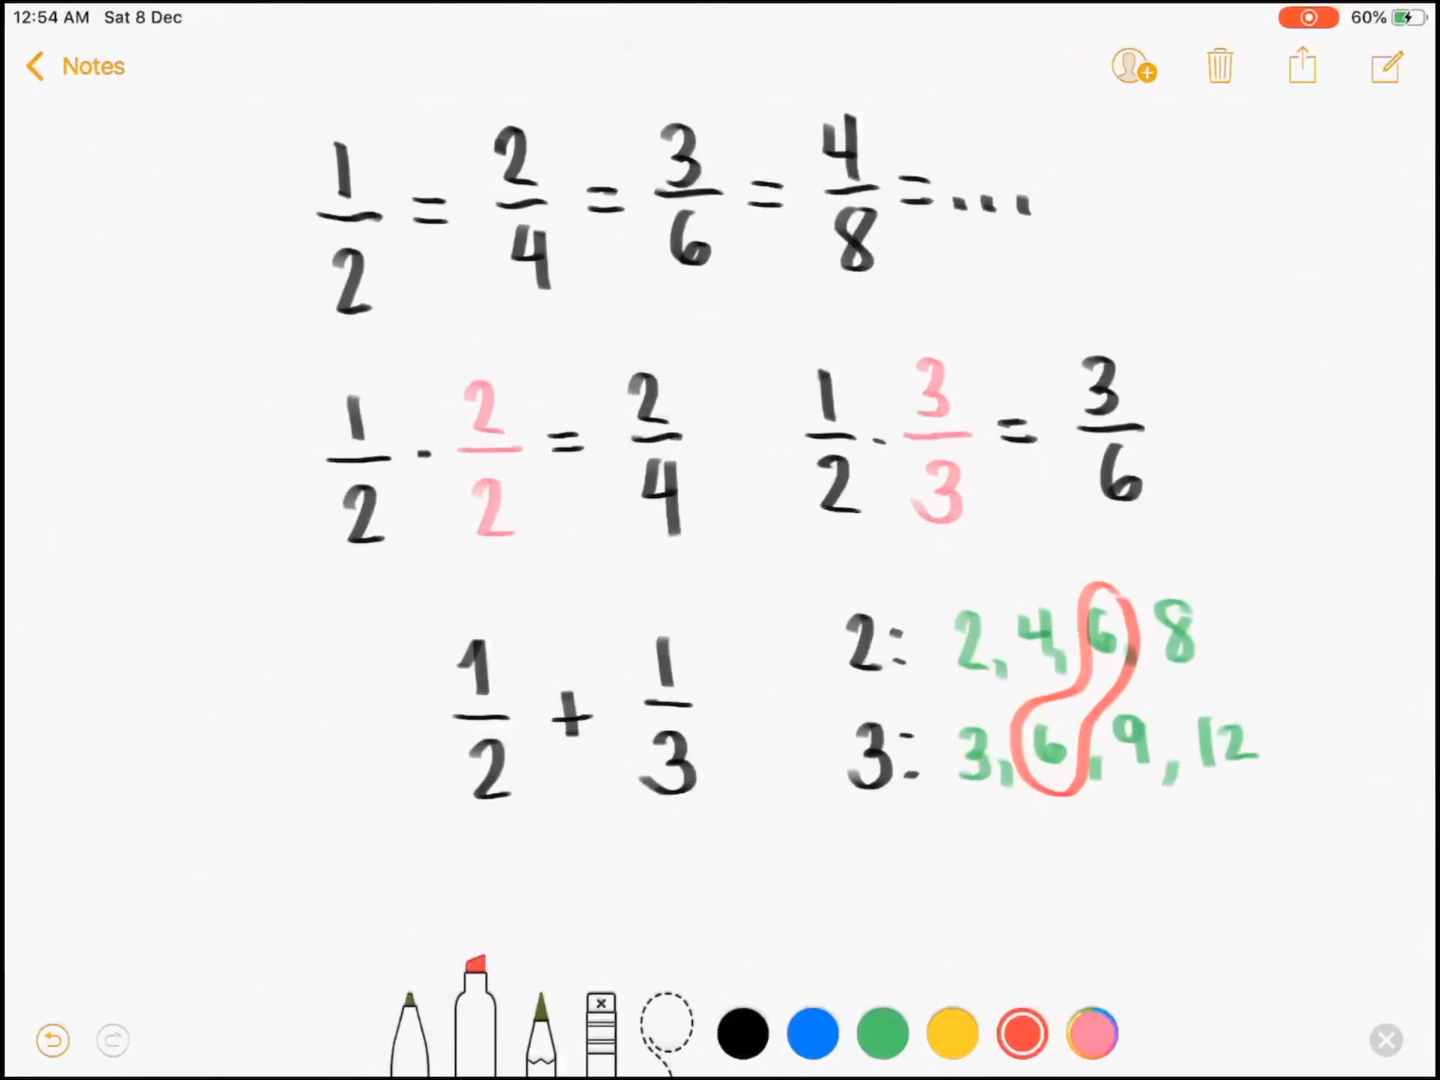 12:54 AM Sat 8 Dec 60%
Notes
1/2 = 2/4 = 3/6 = 4/8 = ...
1/2 · 2/2 = 2/4 1/2 · 3/3 = 3/6
1/2 + 1/3
2: 2, 4, 6, 8
3: 3, 6, 9, 12